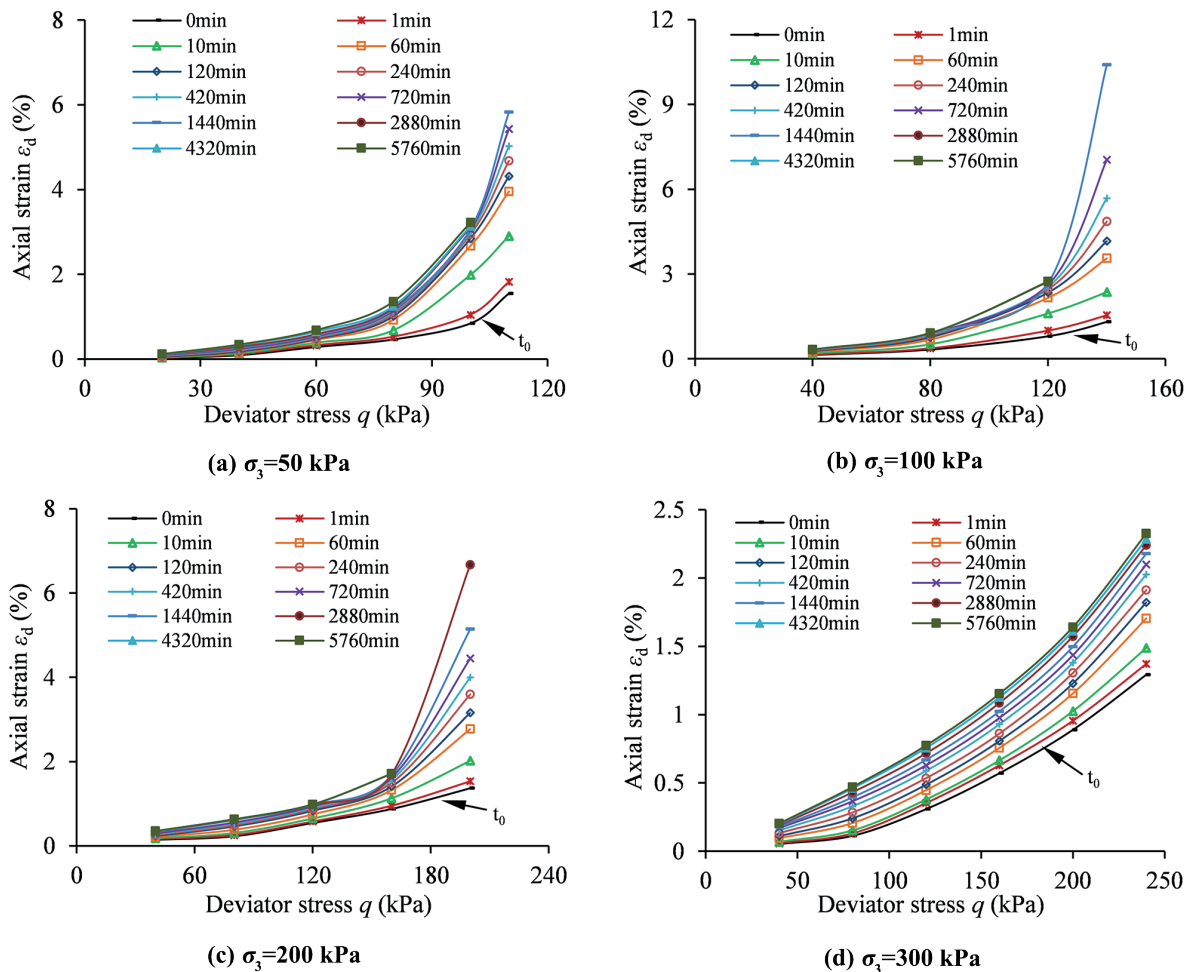 8
6
4
2
0
Axial strain εd (%)
0min 1min
10min 60min
120min 240min
420min 720min
1440min 2880min
4320min 5760min
t0
0 30 60 90 120
Deviator stress q (kPa)
(a) σ3=50 kPa
12
9
6
3
0
Axial strain εd (%)
0min 1min
10min 60min
120min 240min
420min 720min
1440min 2880min
4320min 5760min
t0
0 40 80 120 160
Deviator stress q (kPa)
(b) σ3=100 kPa
8
6
4
2
0
Axial strain εd (%)
0min 1min
10min 60min
120min 240min
420min 720min
1440min 2880min
4320min 5760min
t0
0 60 120 180 240
Deviator stress q (kPa)
(c) σ3=200 kPa
2.5
2
1.5
1
0.5
0
Axial strain εd (%)
0min 1min
10min 60min
120min 240min
420min 720min
1440min 2880min
4320min 5760min
t0
0 50 100 150 200 250
Deviator stress q (kPa)
(d) σ3=300 kPa